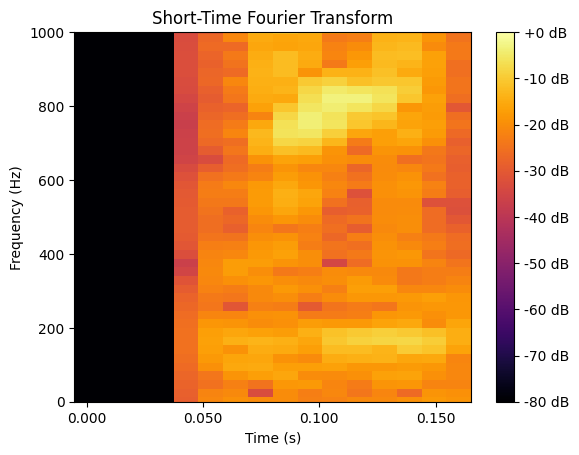 Short-Time Fourier Transform
1000
800
600
400
200
0
Frequency (Hz)
0.000
0.050
0.100
0.150
Time (s)
+0 dB
-10 dB
-20 dB
-30 dB
-40 dB
-50 dB
-60 dB
-70 dB
-80 dB